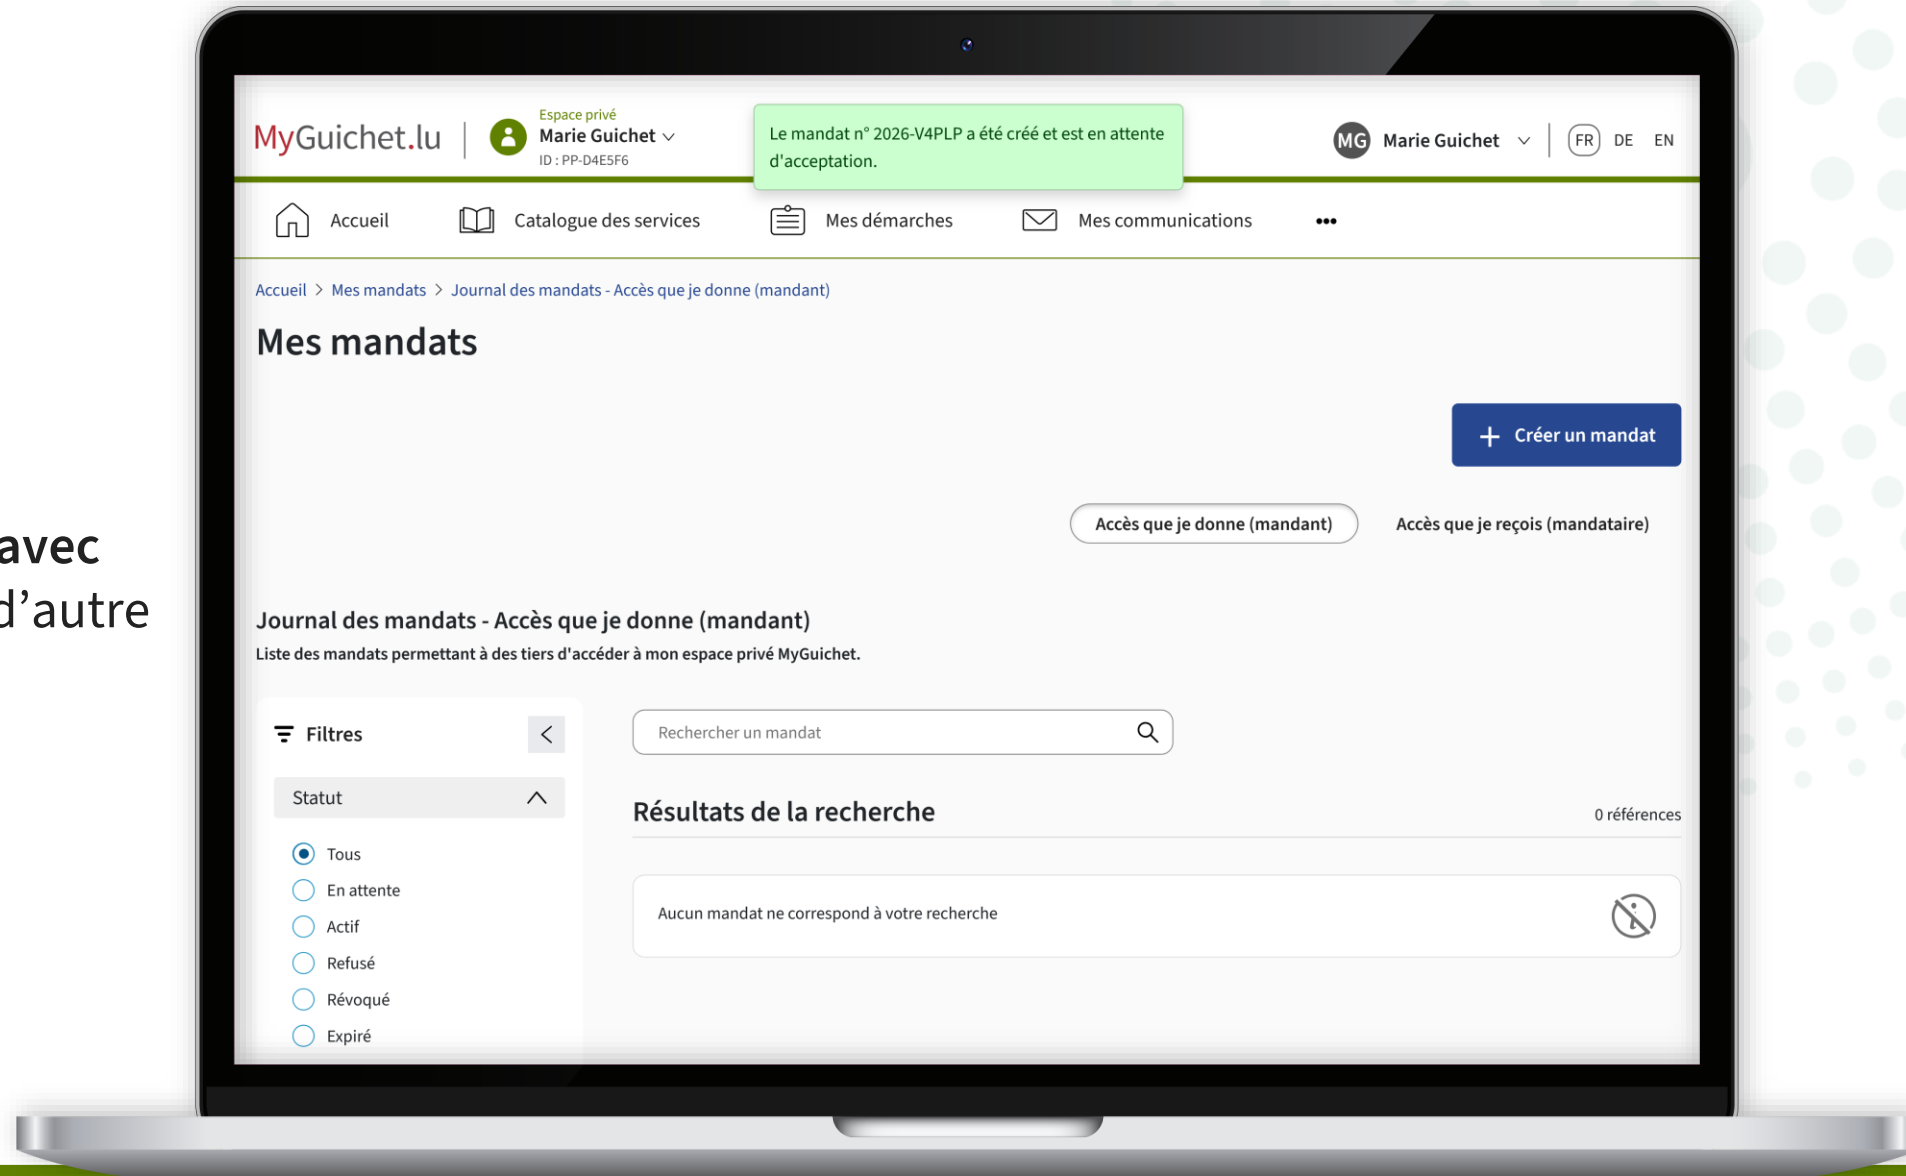 avec
d’autre
MyGuichet.lu
Espace privé
Marie Guichet
ID : PP-D4E5F6
Le mandat n° 2026-V4PLP a été créé et est en attente
d'acceptation.
MG Marie Guichet
FR DE EN
Accueil
Catalogue des services
Mes démarches
Mes communications
Accueil > Mes mandats > Journal des mandats - Accès que je donne (mandant)
Mes mandats
+ Créer un mandat
Accès que je donne (mandant)
Accès que je reçois (mandataire)
Journal des mandats - Accès que je donne (mandant)
Liste des mandats permettant à des tiers d'accéder à mon espace privé MyGuichet.
Filtres
Rechercher un mandat
Statut
Résultats de la recherche
0 références
Tous
En attente
Actif
Refusé
Révoqué
Expiré
Aucun mandat ne correspond à votre recherche